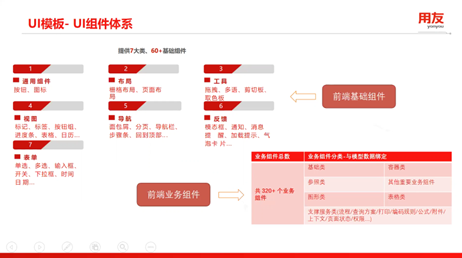 UI模板- UI组件体系
用友
yonyou
提供7大类，60+基础组件
1
通用组件
按钮、图标
2
布局
栅格布局、页面布
局
3
工具
拖拽、多语、剪切板、
取色板
4
视图
标记、标签、按钮组、
进度条、表格、日历...
5
导航
面包屑、分页、导航栏、
步骤条、回到顶部...
6
反馈
模态框、通知、消息
提 醒、加载提示、气
泡卡 片...
7
表单
单选、多选、输入框、
开关、下拉框、时间
日 期...
前端基础组件
前端业务组件
业务组件总数
业务组件分类-与模型数期绑定
共 320+ 个业务
组件
基础类
容器类
参照类
其他重要业务组件
图形类
表格类
支撑服务类(流程/查询方案/打印/编码规则/公式/附件/
上下文/页面状态/权限...)